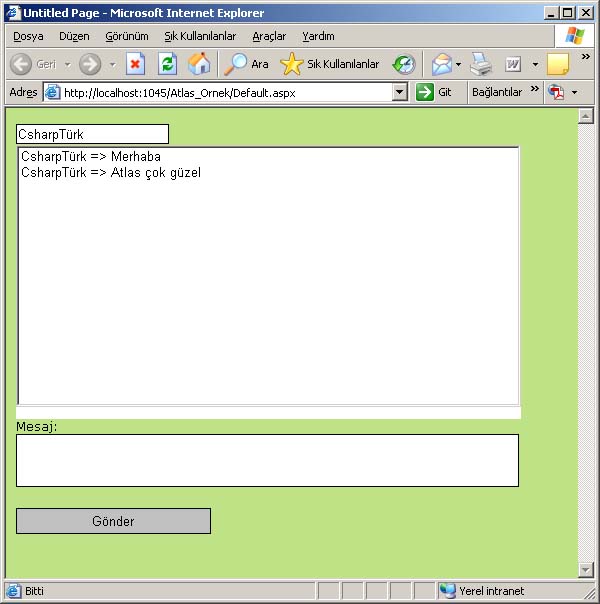 Untitled Page - Microsoft Internet Explorer
Dosya Düzen Görünüm Sık Kullanılanlar Araçlar Yardım
Geri Ara Sık Kullanılanlar W »
Adres http://localhost:1045/Atlas_Ornek/Default.aspx Git Bağlantılar »
CsharpTürk
CsharpTürk => Merhaba
CsharpTürk => Atlas çok güzel
Mesaj:
Gönder
Bitti Yerel intranet